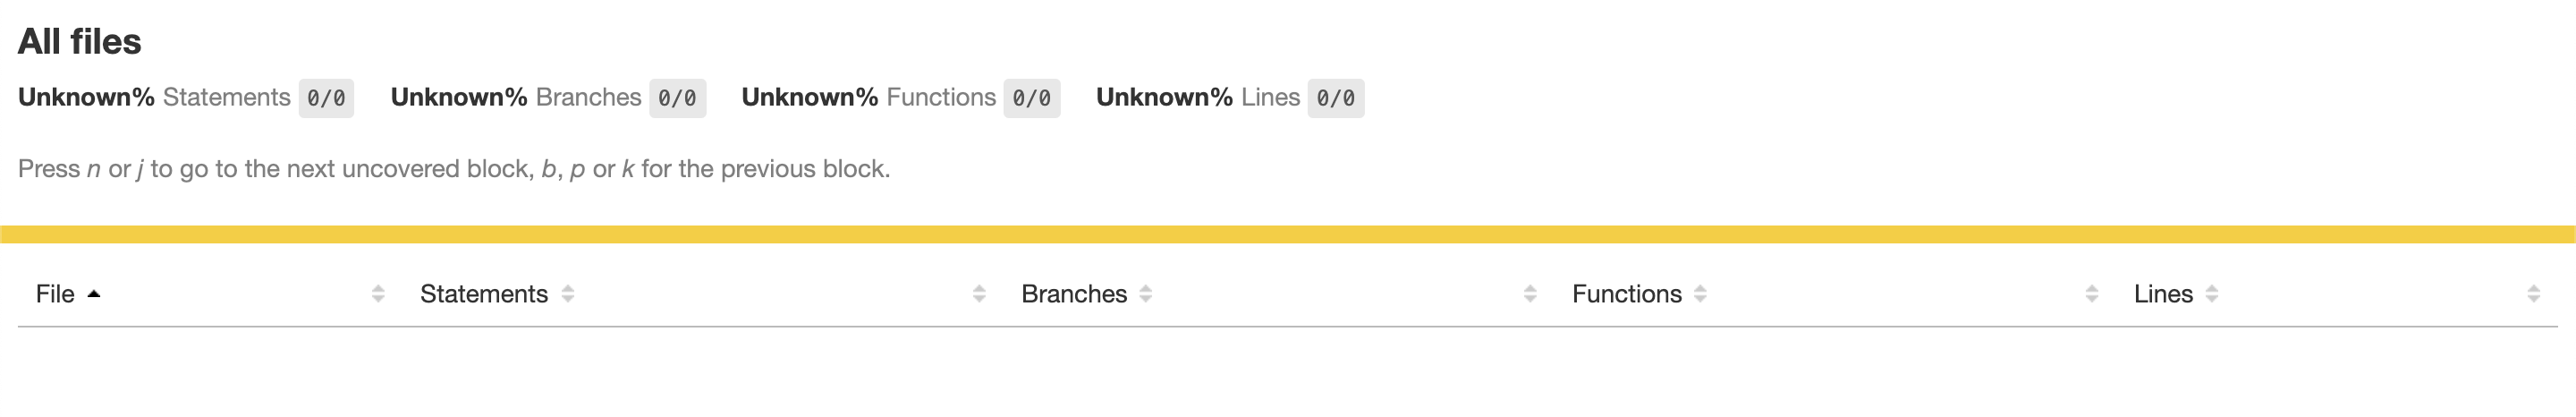 All files
Unknown% Statements 0/0 Unknown% Branches 0/0 Unknown% Functions 0/0 Unknown% Lines 0/0
Press n or j to go to the next uncovered block, b, p or k for the previous block.
File Statements Branches Functions Lines